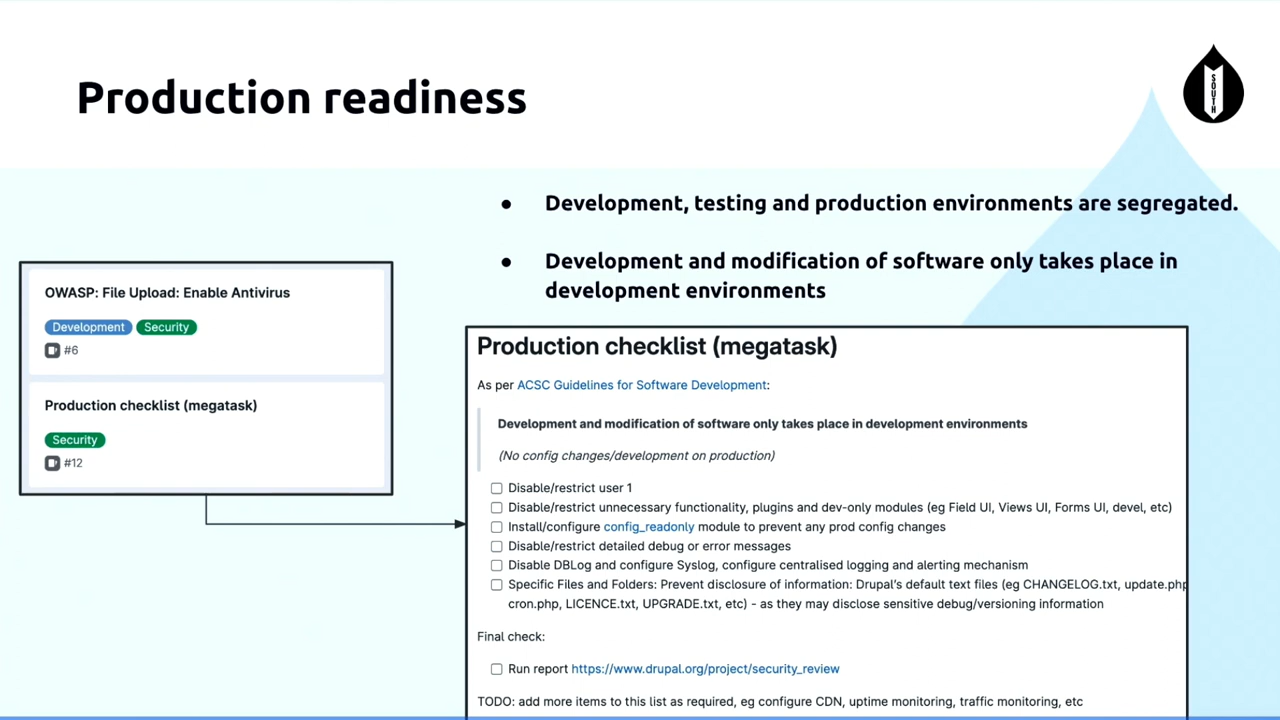 Production readiness
SOUTH
● Development, testing and production environments are segregated.
● Development and modification of software only takes place in
development environments
OWASP: File Upload: Enable Antivirus
Development Security
#6
Production checklist (megatask)
Security
#12
Production checklist (megatask)
As per ACSC Guidelines for Software Development:
Development and modification of software only takes place in development environments
(No config changes/development on production)
Disable/restrict user 1
Disable/restrict unnecessary functionality, plugins and dev-only modules (eg Field UI, Views UI, Forms UI, devel, etc)
Install/configure config_readonly module to prevent any prod config changes
Disable/restrict detailed debug or error messages
Disable DBLog and configure Syslog, configure centralised logging and alerting mechanism
Specific Files and Folders: Prevent disclosure of information: Drupal's default text files (eg CHANGELOG.txt, update.php
cron.php, LICENCE.txt, UPGRADE.txt, etc) - as they may disclose sensitive debug/versioning information
Final check:
Run report https://www.drupal.org/project/security_review
TODO: add more items to this list as required, eg configure CDN, uptime monitoring, traffic monitoring, etc